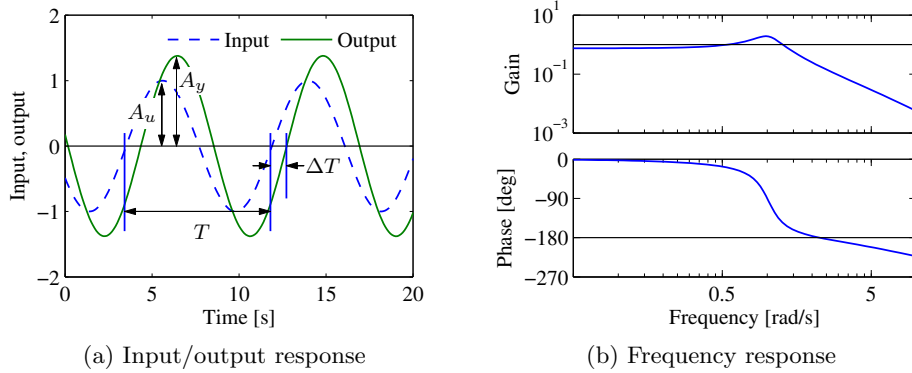 2
1
0
−1
−2
Input, output
Input
Output
A_u
A_y
ΔT
T
0 5 10 15 20
Time [s]
(a) Input/output response
10^1
10^−1
10^−3
Gain
0
−90
−180
−270
Phase [deg]
0.5 5
Frequency [rad/s]
(b) Frequency response